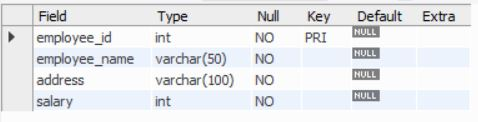 Field Type Null Key Default Extra
employee_id int NO PRI NULL
employee_name varchar(50) NO NULL
address varchar(100) NO NULL
salary int NO NULL